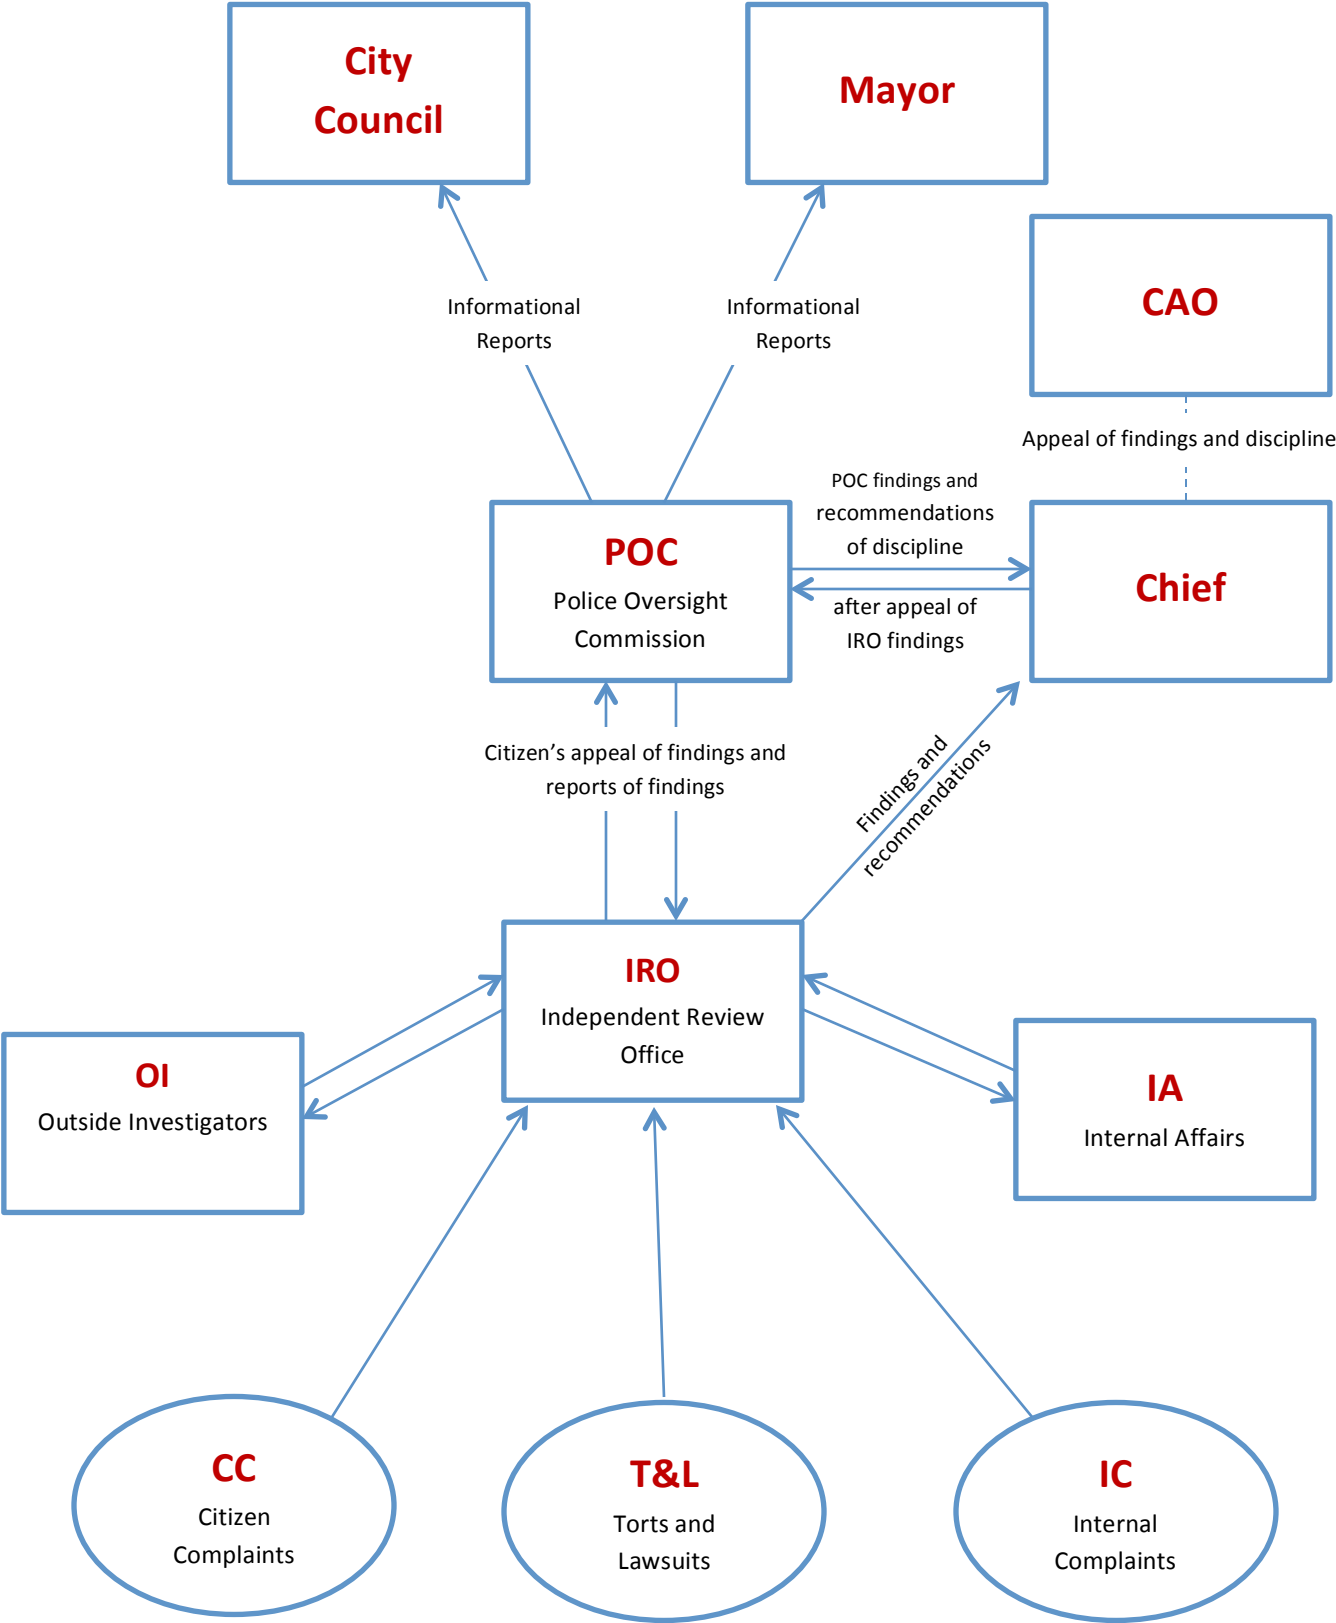 City
Council
Mayor
CAO
Informational
Reports
Informational
Reports
Appeal of findings and discipline
POC findings and
recommendations
of discipline
POC
Police Oversight
Commission
Chief
after appeal of
IRO findings
Citizen’s appeal of findings and
reports of findings
Findings and
recommendations
IRO
Independent Review
Office
OI
Outside Investigators
IA
Internal Affairs
CC
Citizen
Complaints
T&L
Torts and
Lawsuits
IC
Internal
Complaints